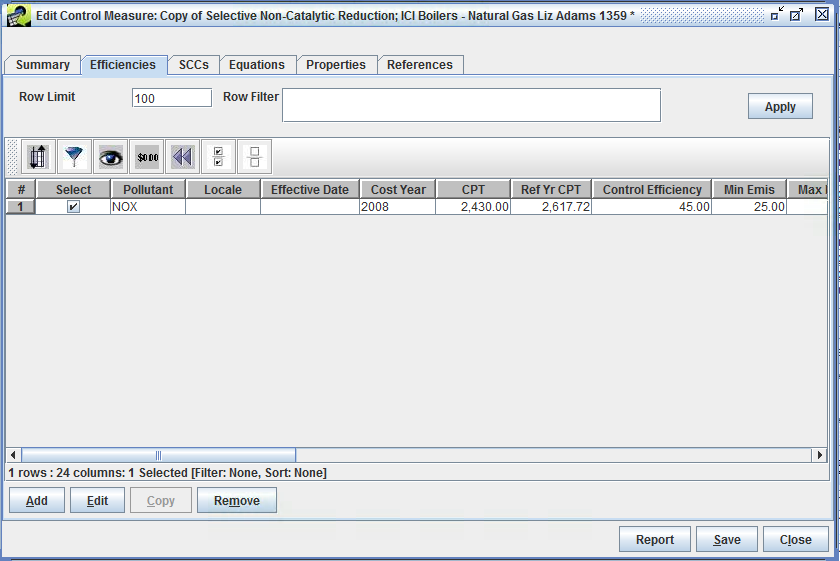 Edit Control Measure: Copy of Selective Non-Catalytic Reduction; ICI Boilers - Natural Gas Liz Adams 1359 *
Summary Efficiencies SCCs Equations Properties References
Row Limit 100 Row Filter Apply
$0.00
# Select Pollutant Locale Effective Date Cost Year CPT Ref Yr CPT Control Efficiency Min Emis Max
1 NOX 2008 2,430.00 2,617.72 45.00 25.00
1 rows : 24 columns: 1 Selected [Filter: None, Sort: None]
Add Edit Copy Remove
Report Save Close